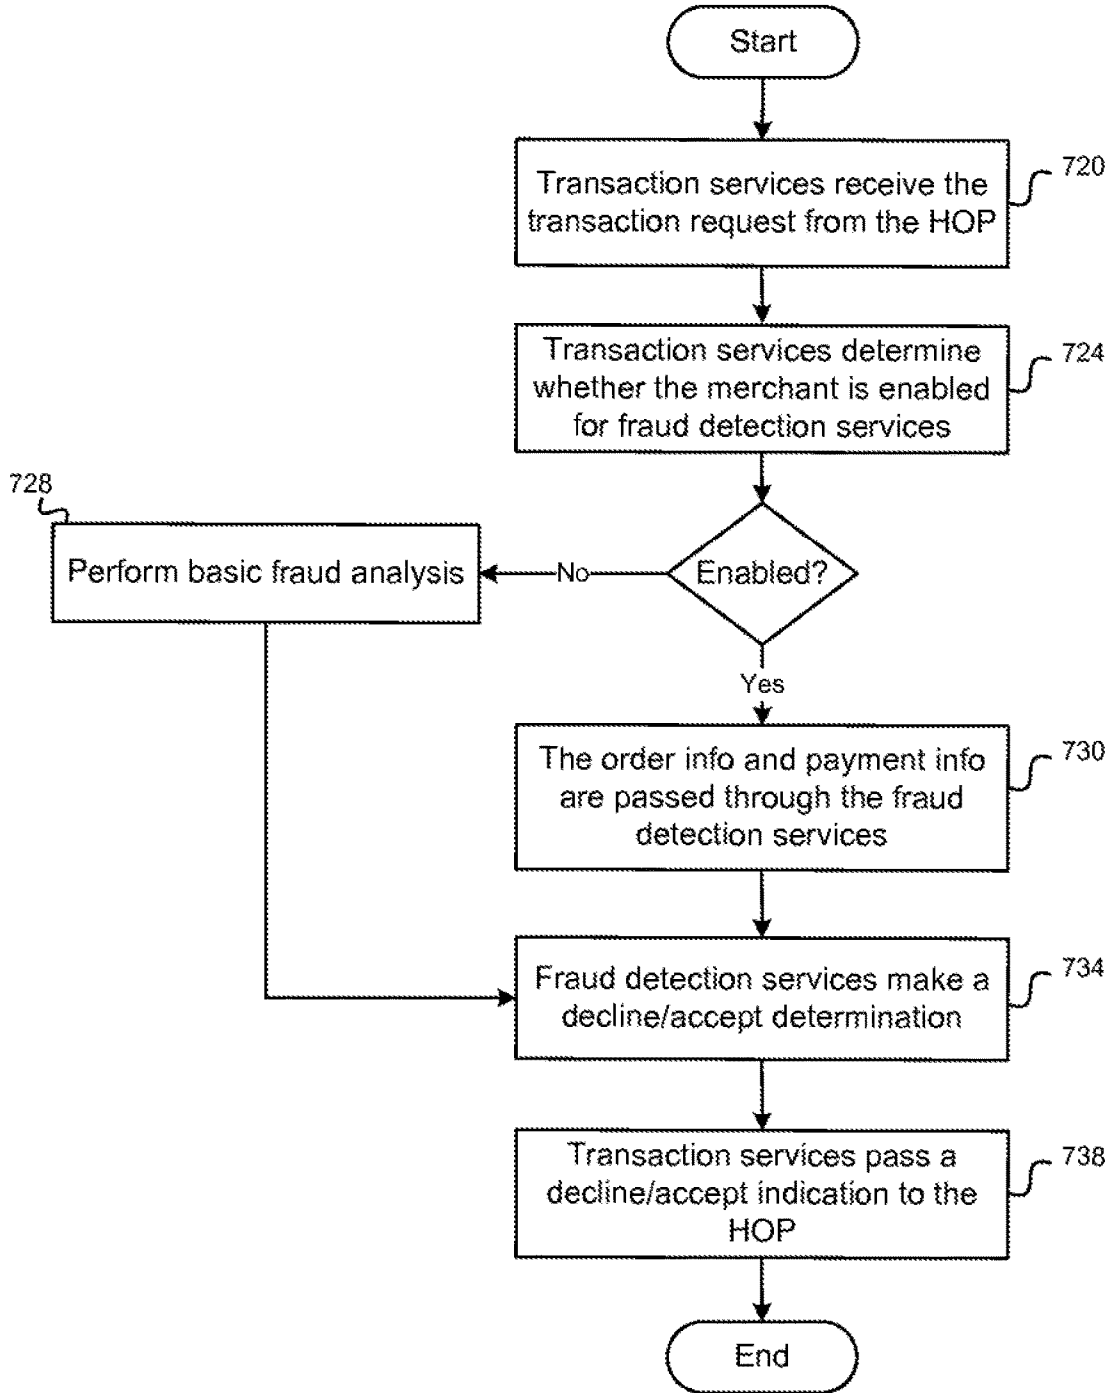 Start
Transaction services receive the
transaction request from the HOP
720
Transaction services determine
whether the merchant is enabled
for fraud detection services
724
728
Perform basic fraud analysis
No
Enabled?
Yes
The order info and payment info
are passed through the fraud
detection services
730
Fraud detection services make a
decline/accept determination
734
Transaction services pass a
decline/accept indication to the
HOP
738
End